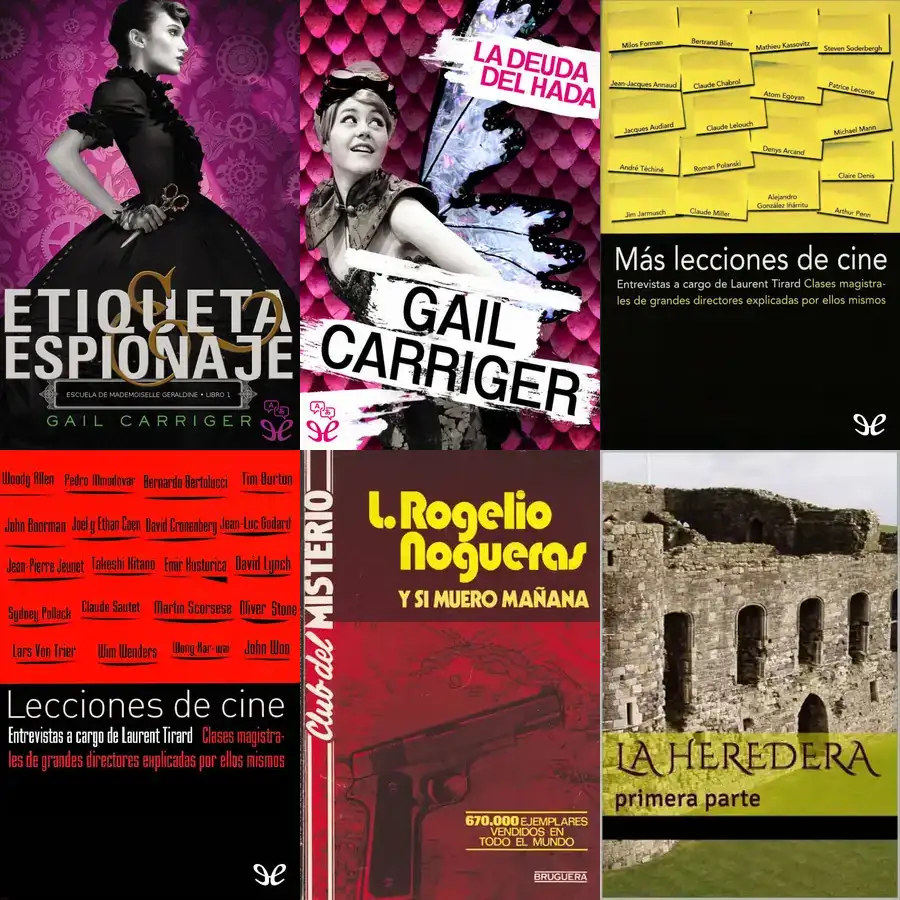 ETIQUETA
ESPIONAJE
ESCUELA DE MADEMOISELLE GERALDINE • LIBRO 1
GAIL CARRIGER
LA DEUDA
DEL HADA
GAIL
CARRIGER
Milos Forman
Bertrand Blier
Mathieu Kassovitz
Steven Soderbergh
Jean-Jacques Annaud
Claude Chabrol
Atom Egoyan
Patrice Leconte
Jacques Audiard
Claude Lelouch
Denys Arcand
Michael Mann
André Téchiné
Roman Polanski
Claire Denis
Jim Jarmusch
Claude Miller
Alejandro
González Iñárritu
Arthur Penn
Más lecciones de cine
Entrevistas a cargo de Laurent Tirard Clases magistra-
les de grandes directores explicadas por ellos mismos
Woody Allen Pedro Almodóvar Bernardo Bertolucci Tim Burton
John Boorman Joel y Ethan Coen David Cronenberg Jean-Luc Godard
Jean-Pierre Jeunet Takeshi Kitano Emir Kusturica David Lynch
Sydney Pollack Claude Sautet Martin Scorsese Oliver Stone
Lars Von Trier Wim Wenders Wong-Kar-wai John Woo
Lecciones de cine
Entrevistas a cargo de Laurent Tirard Clases magistra-
les de grandes directores explicadas por ellos mismos
Club del MISTERIO
L. Rogelio
Nogueras
Y SI MUERO MAÑANA
670.000 EJEMPLARES
VENDIDOS EN
TODO EL MUNDO
BRUGUERA
LA HEREDERA
primera parte